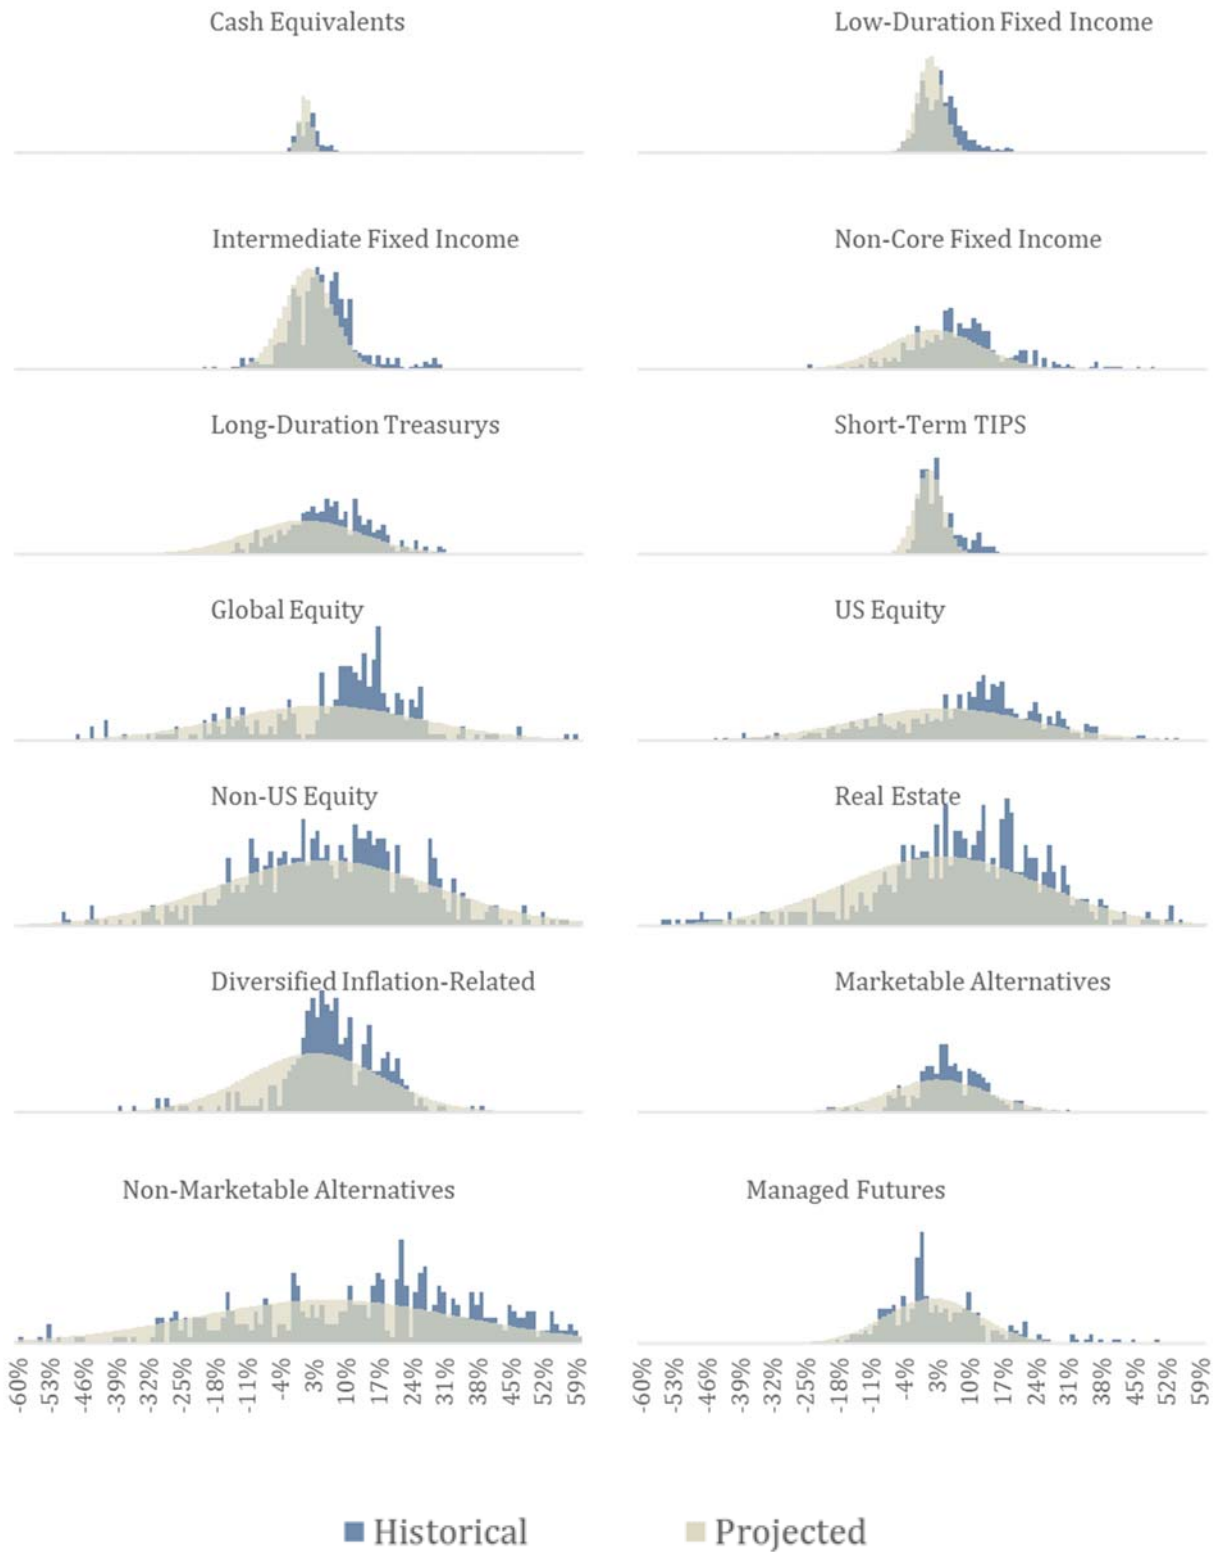 Cash Equivalents
Low-Duration Fixed Income
Intermediate Fixed Income
Non-Core Fixed Income
Long-Duration Treasurys
Short-Term TIPS
Global Equity
US Equity
Non-US Equity
Real Estate
Diversified Inflation-Related
Marketable Alternatives
Non-Marketable Alternatives
Managed Futures
-60% -53% -46% -39% -32% -25% -18% -11% -4% 3% 10% 17% 24% 31% 38% 45% 52% 59%
-60% -53% -46% -39% -32% -25% -18% -11% -4% 3% 10% 17% 24% 31% 38% 45% 52% 59%
Historical
Projected